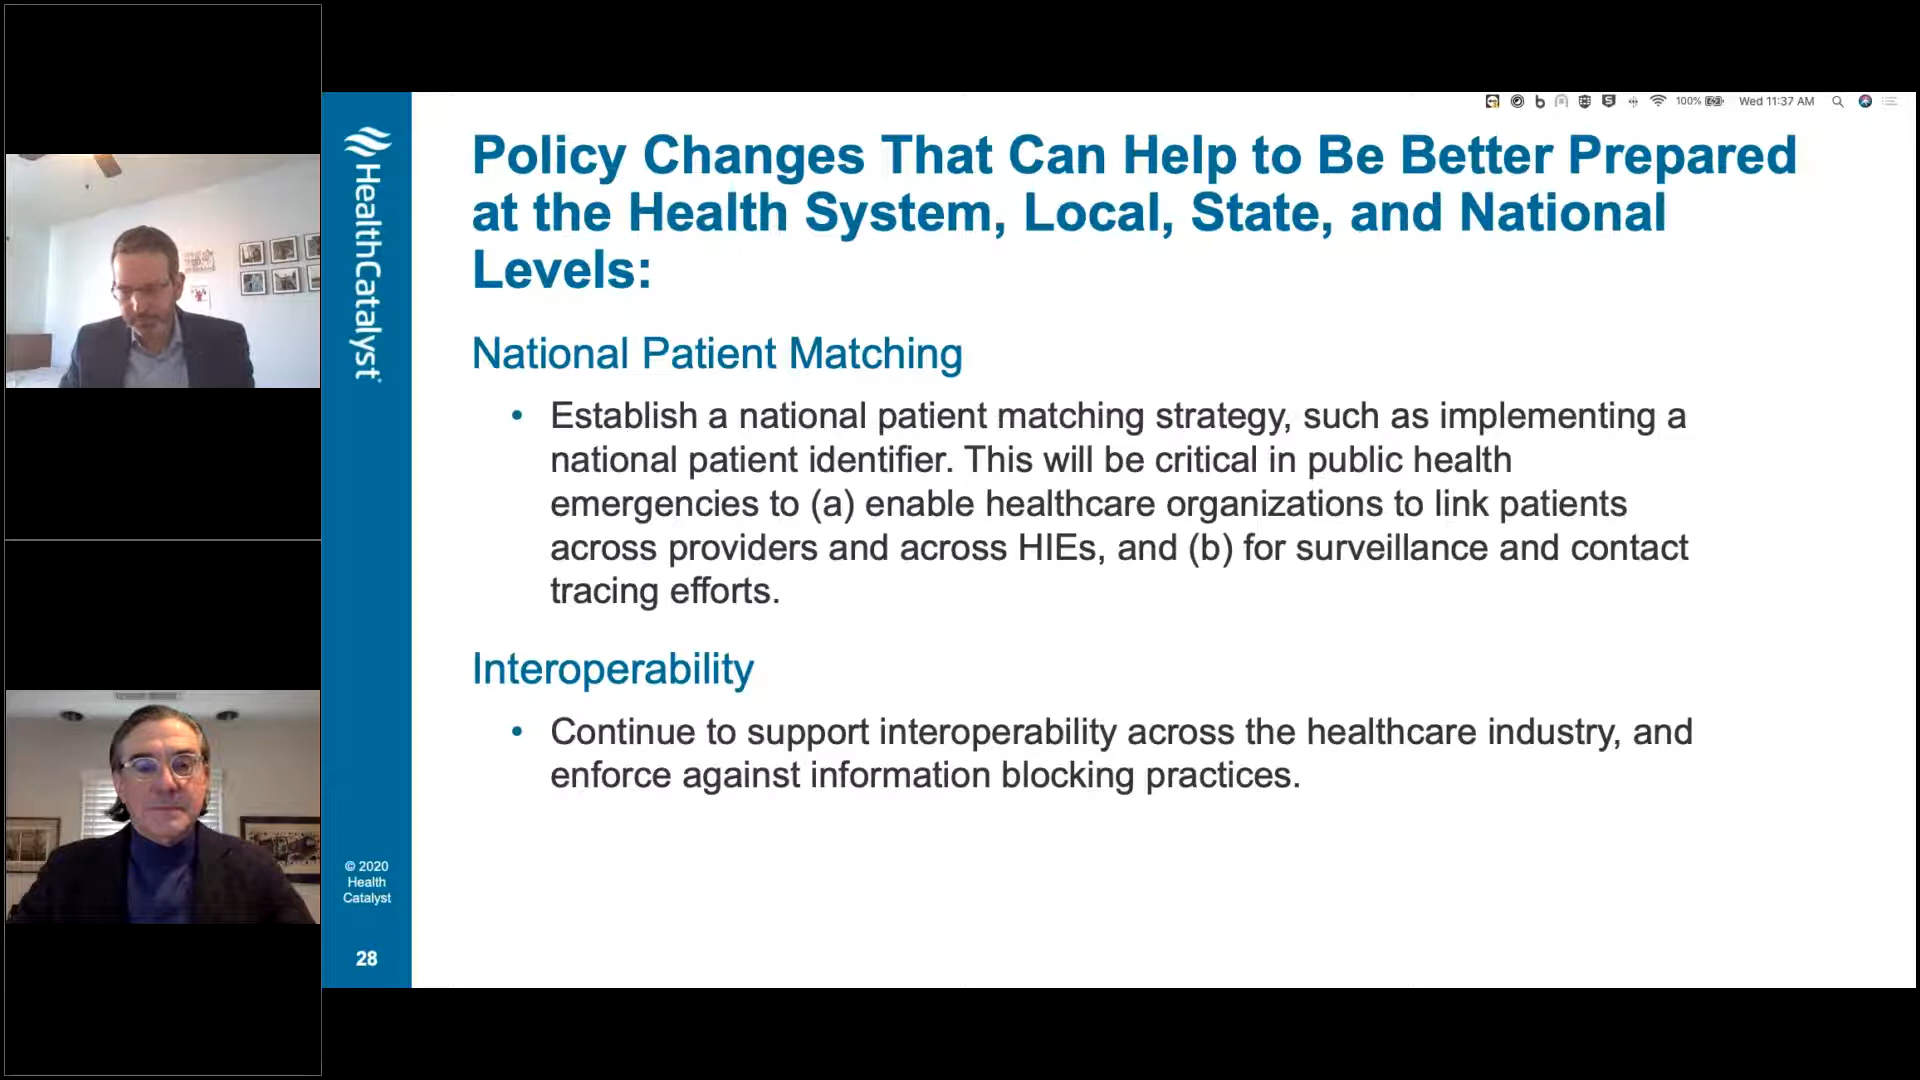 100% Wed 11:37 AM
HealthCatalyst
Policy Changes That Can Help to Be Better Prepared
at the Health System, Local, State, and National
Levels:
National Patient Matching
• Establish a national patient matching strategy, such as implementing a
national patient identifier. This will be critical in public health
emergencies to (a) enable healthcare organizations to link patients
across providers and across HIEs, and (b) for surveillance and contact
tracing efforts.
Interoperability
• Continue to support interoperability across the healthcare industry, and
enforce against information blocking practices.
© 2020
Health
Catalyst
28